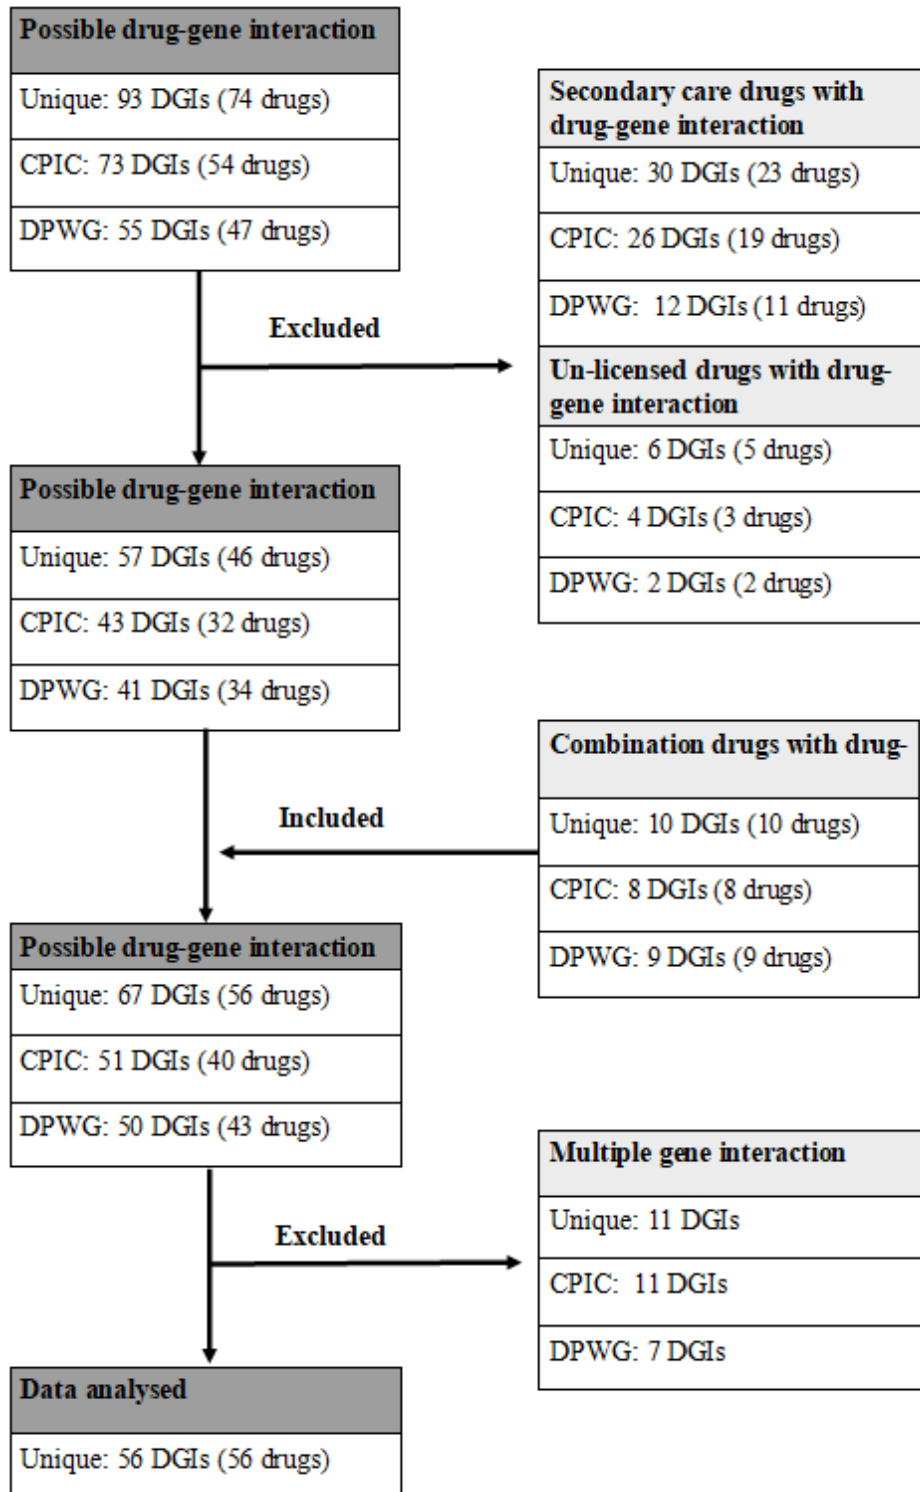 Possible drug-gene interaction
Unique: 93 DGIs (74 drugs)
CPIC: 73 DGIs (54 drugs)
DPWG: 55 DGIs (47 drugs)
Excluded
Secondary care drugs with
drug-gene interaction
Unique: 30 DGIs (23 drugs)
CPIC: 26 DGIs (19 drugs)
DPWG:  12 DGIs (11 drugs)
Un-licensed drugs with drug-
gene interaction
Unique: 6 DGIs (5 drugs)
CPIC: 4 DGIs (3 drugs)
DPWG: 2 DGIs (2 drugs)
Possible drug-gene interaction
Unique: 57 DGIs (46 drugs)
CPIC: 43 DGIs (32 drugs)
DPWG: 41 DGIs (34 drugs)
Included
Combination drugs with drug-
Unique: 10 DGIs (10 drugs)
CPIC: 8 DGIs (8 drugs)
DPWG: 9 DGIs (9 drugs)
Possible drug-gene interaction
Unique: 67 DGIs (56 drugs)
CPIC: 51 DGIs (40 drugs)
DPWG: 50 DGIs (43 drugs)
Excluded
Multiple gene interaction
Unique: 11 DGIs
CPIC:  11 DGIs
DPWG: 7 DGIs
Data analysed
Unique: 56 DGIs (56 drugs)